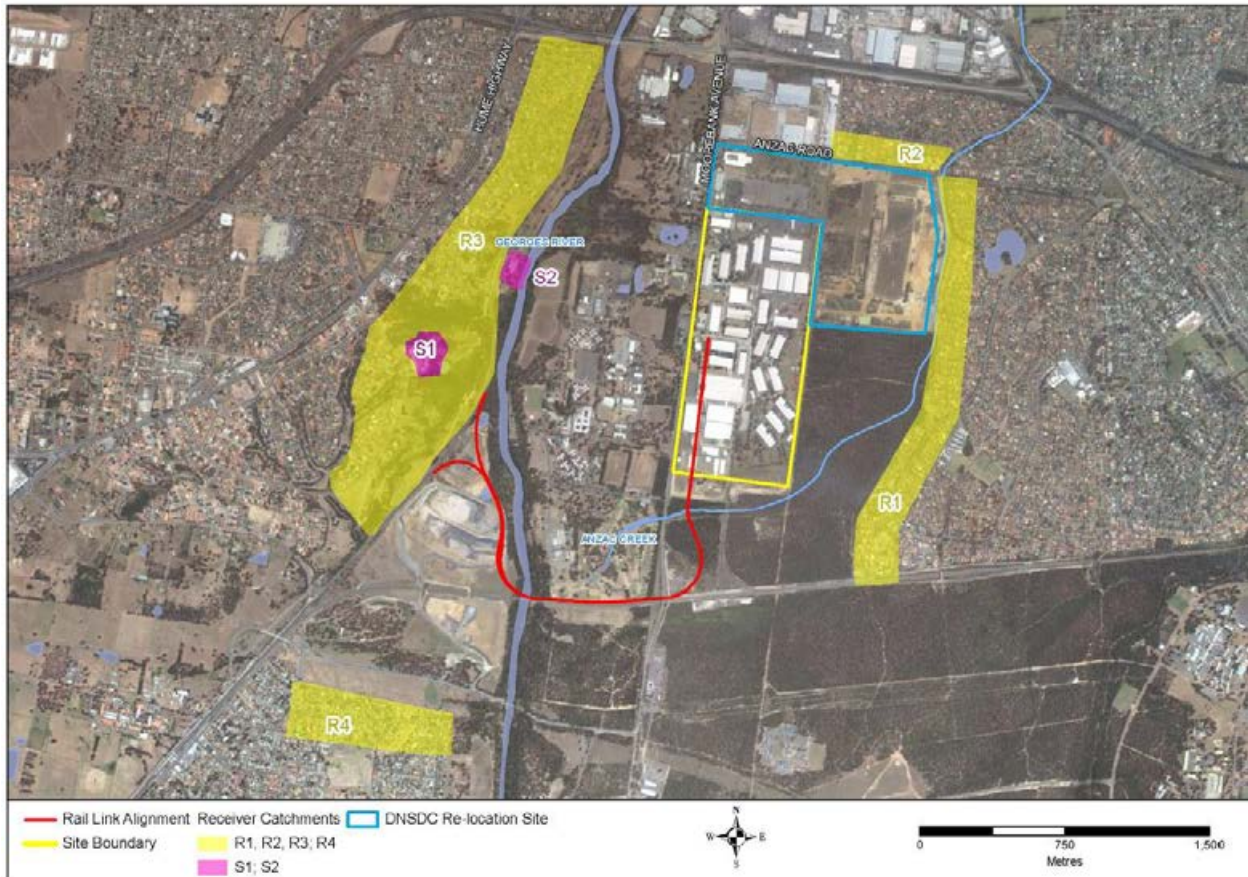 HUME HIGHWAY
MOOREBANK AVENUE
ANZAC ROAD
R2
R3
GEORGES RIVER
S2
S1
R1
ANZAC CREEK
R4
Rail Link Alignment
Receiver Catchments
DNSDC Re-location Site
Site Boundary
R1, R2, R3; R4
S1; S2
N
W
E
S
0
750
1,500
Metres